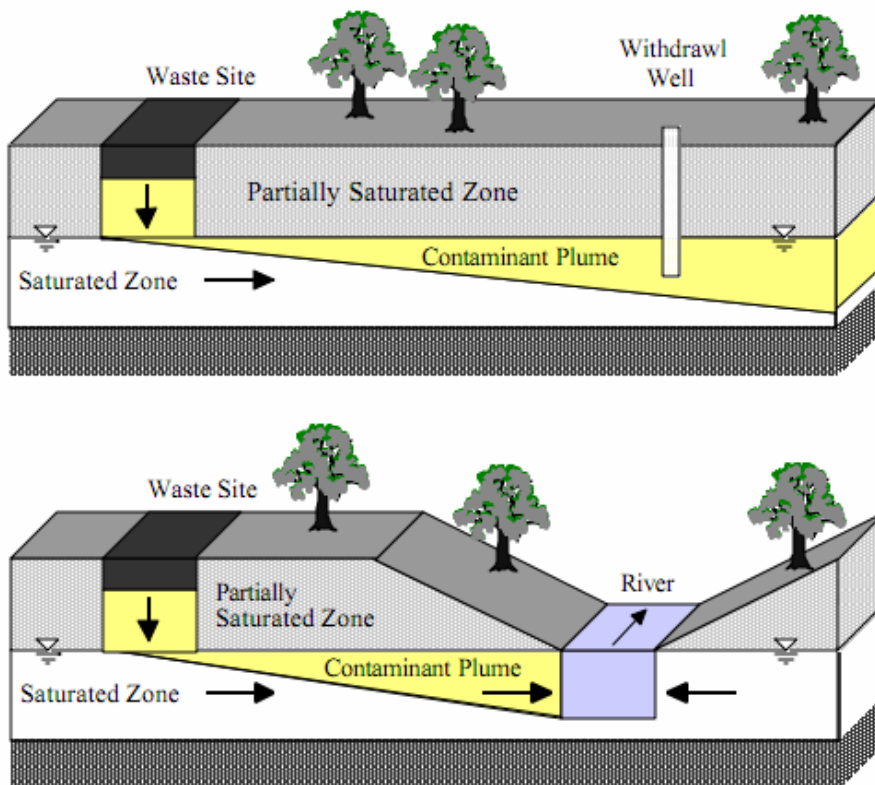 Waste Site
Withdrawl
Well
Partially Saturated Zone
Contaminant Plume
Saturated Zone
Waste Site
River
Partially
Saturated Zone
Contaminant Plume
Saturated Zone